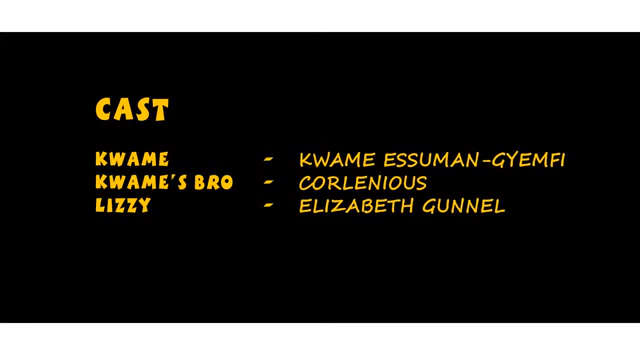 CAST
KWAME - KWAME ESSUMAN-GYEMFI
KWAME'S BRO - CORLENIOUS
LIZZY - ELIZABETH GUNNEL